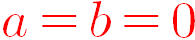 a = b = 0